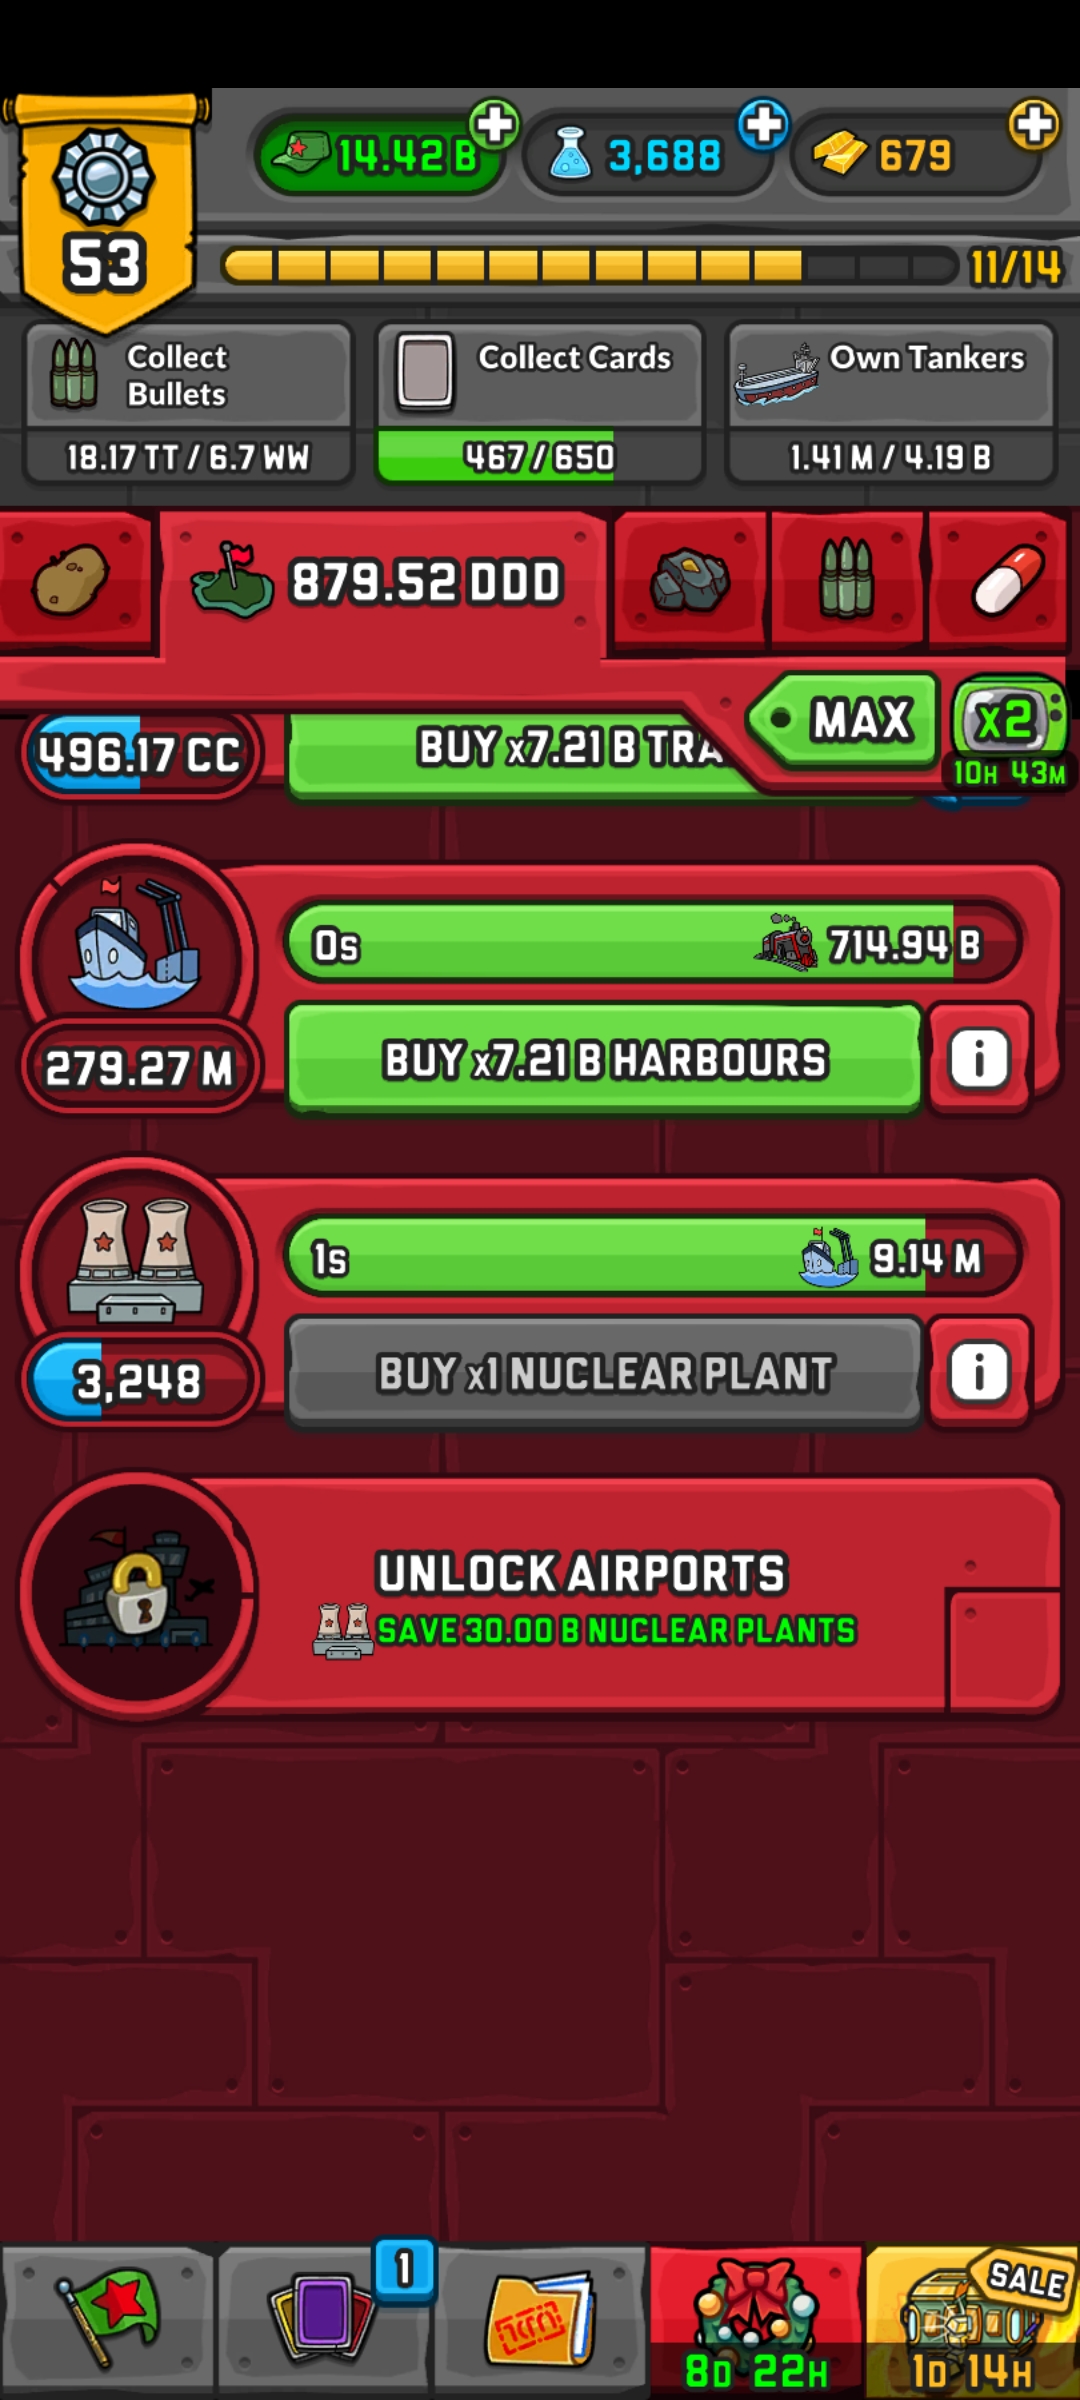 14.42 B
3,688
679
53
11/14
Collect
Bullets
18.17 TT / 6.7 WW
Collect Cards
467 / 650
Own Tankers
1.41 M / 4.19 B
879.52 DDD
MAX
x2
10H 43M
496.17 CC
BUY x7.21 B TRA
0s
714.94 B
279.27 M
BUY x7.21 B HARBOURS
i
1s
9.14 M
3,248
BUY x1 NUCLEAR PLANT
i
UNLOCK AIRPORTS
SAVE 30.00 B NUCLEAR PLANTS
1
SALE
8D 22H
1D 14H